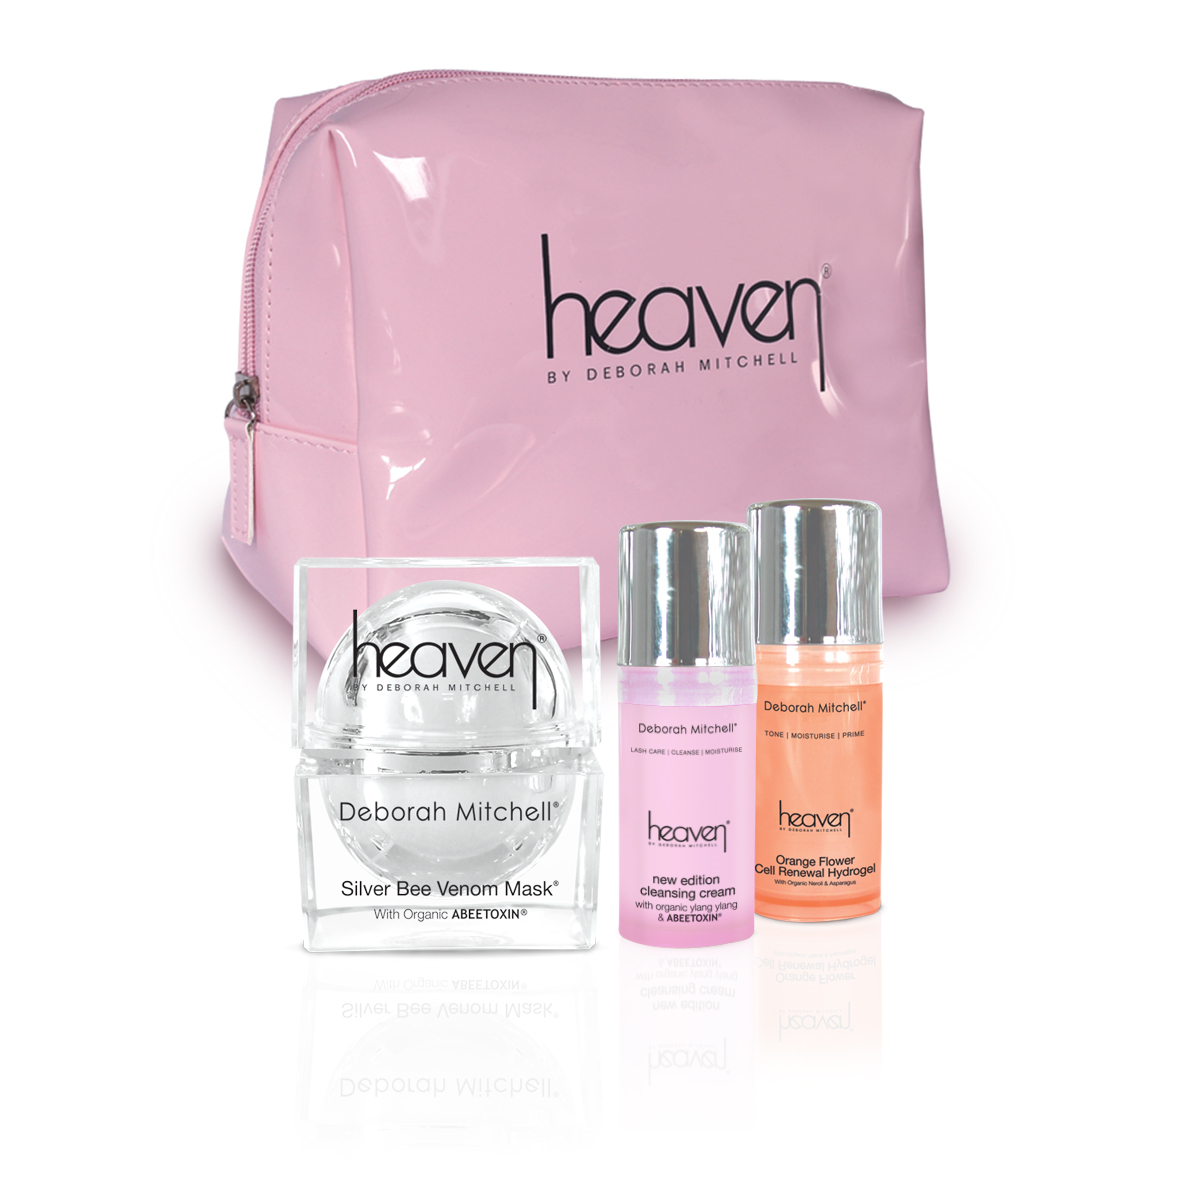 heaven®
BY DEBORAH MITCHELL
heaven®
BY DEBORAH MITCHELL
Deborah Mitchell®
Silver Bee Venom Mask®
With Organic ABEETOXIN®
Deborah Mitchell®
LASH CARE | CLEANSE | MOISTURISE
heaven®
BY DEBORAH MITCHELL
new edition
cleansing cream
with organic ylang ylang
& ABEETOXIN®
Deborah Mitchell®
TONE | MOISTURISE | PRIME
heaven®
BY DEBORAH MITCHELL
Orange Flower
Cell Renewal Hydrogel
With Organic Neroli & Asparagus